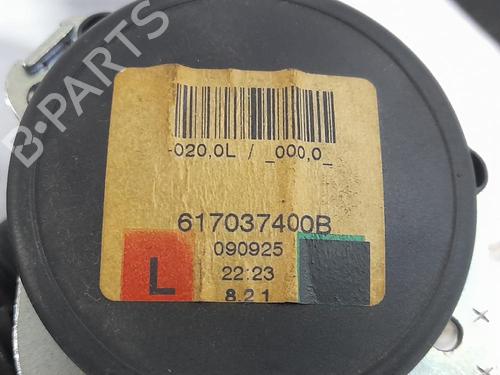 B-PARTS
-020,0L / _000,0_
617037400B
090925
L
22:23
8.2 1